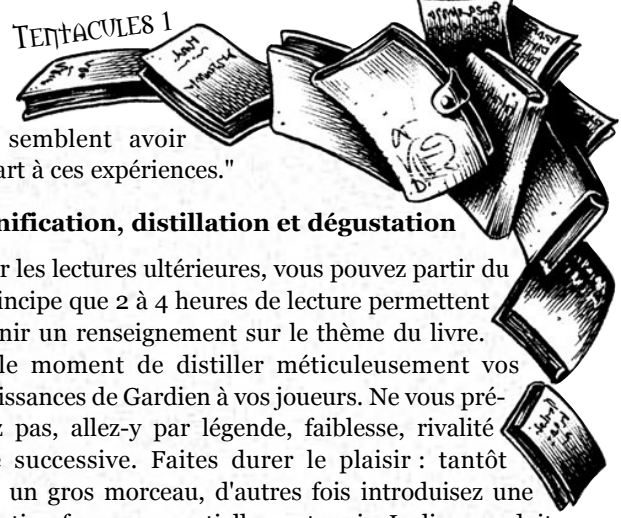 TENTACULES 1
semblent avoir
art à ces expériences."
nification, distillation et dégustation
r les lectures ultérieures, vous pouvez partir du
incipe que 2 à 4 heures de lecture permettent
nir un renseignement sur le thème du livre.
le moment de distiller méticuleusement vos
issances de Gardien à vos joueurs. Ne vous pré-
z pas, allez-y par légende, faiblesse, rivalité
successive. Faites durer le plaisir : tantôt
un gros morceau, d'autres fois introduisez une